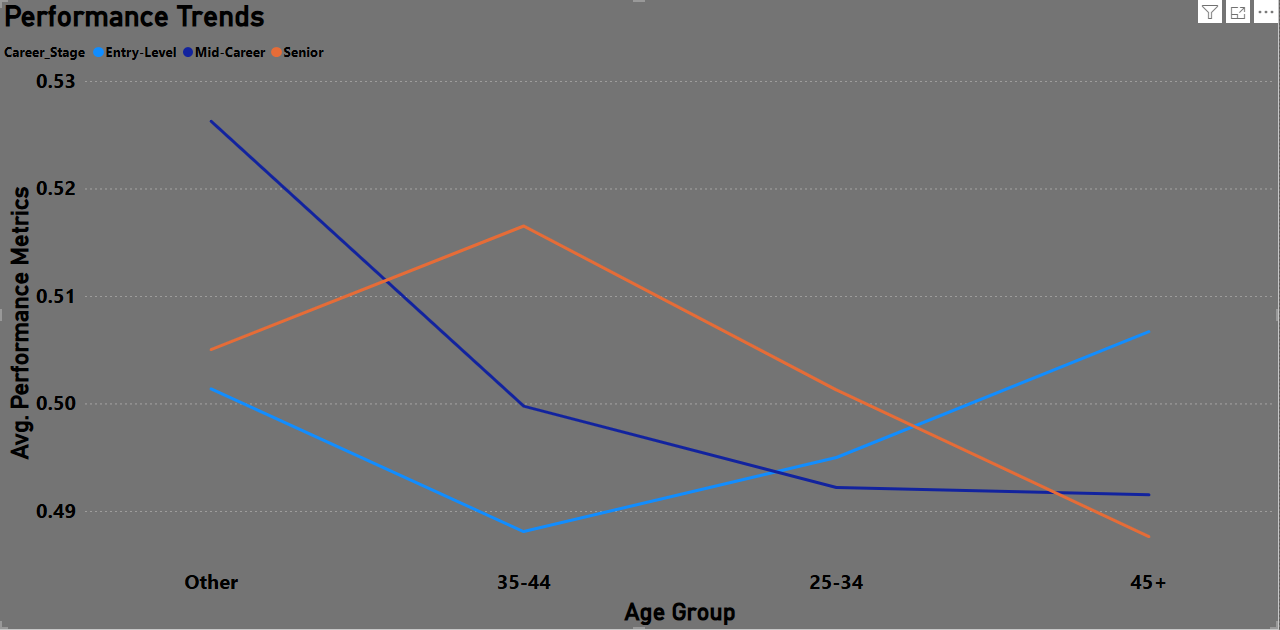 Performance Trends
Career_Stage Entry-Level Mid-Career Senior
0.53
0.52
0.51
0.50
0.49
Avg. Performance Metrics
Other 35-44 25-34 45+
Age Group